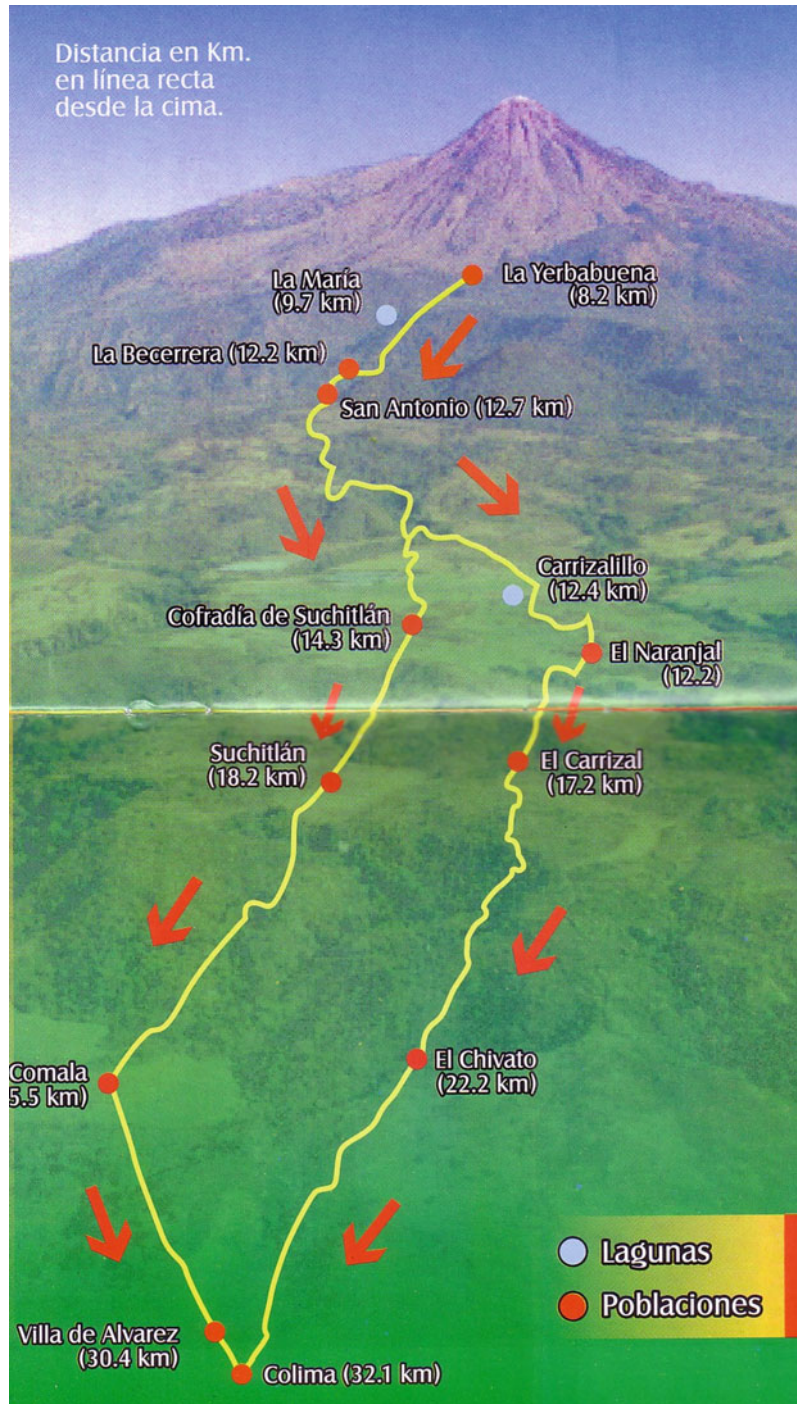 Distancia en Km.
en línea recta
desde la cima.
La Yerbabuena
(8.2 km)
La María
(9.7 km)
La Becerrera (12.2 km)
San Antonio (12.7 km)
Carrizalillo
(12.4 km)
Cofradía de Suchitlán
(14.3 km)
El Naranjal
(12.2)
Suchitlán
(18.2 km)
El Carrizal
(17.2 km)
El Chivato
(22.2 km)
Comala
5.5 km)
Lagunas
Poblaciones
Villa de Alvarez
(30.4 km)
Colima (32.1 km)